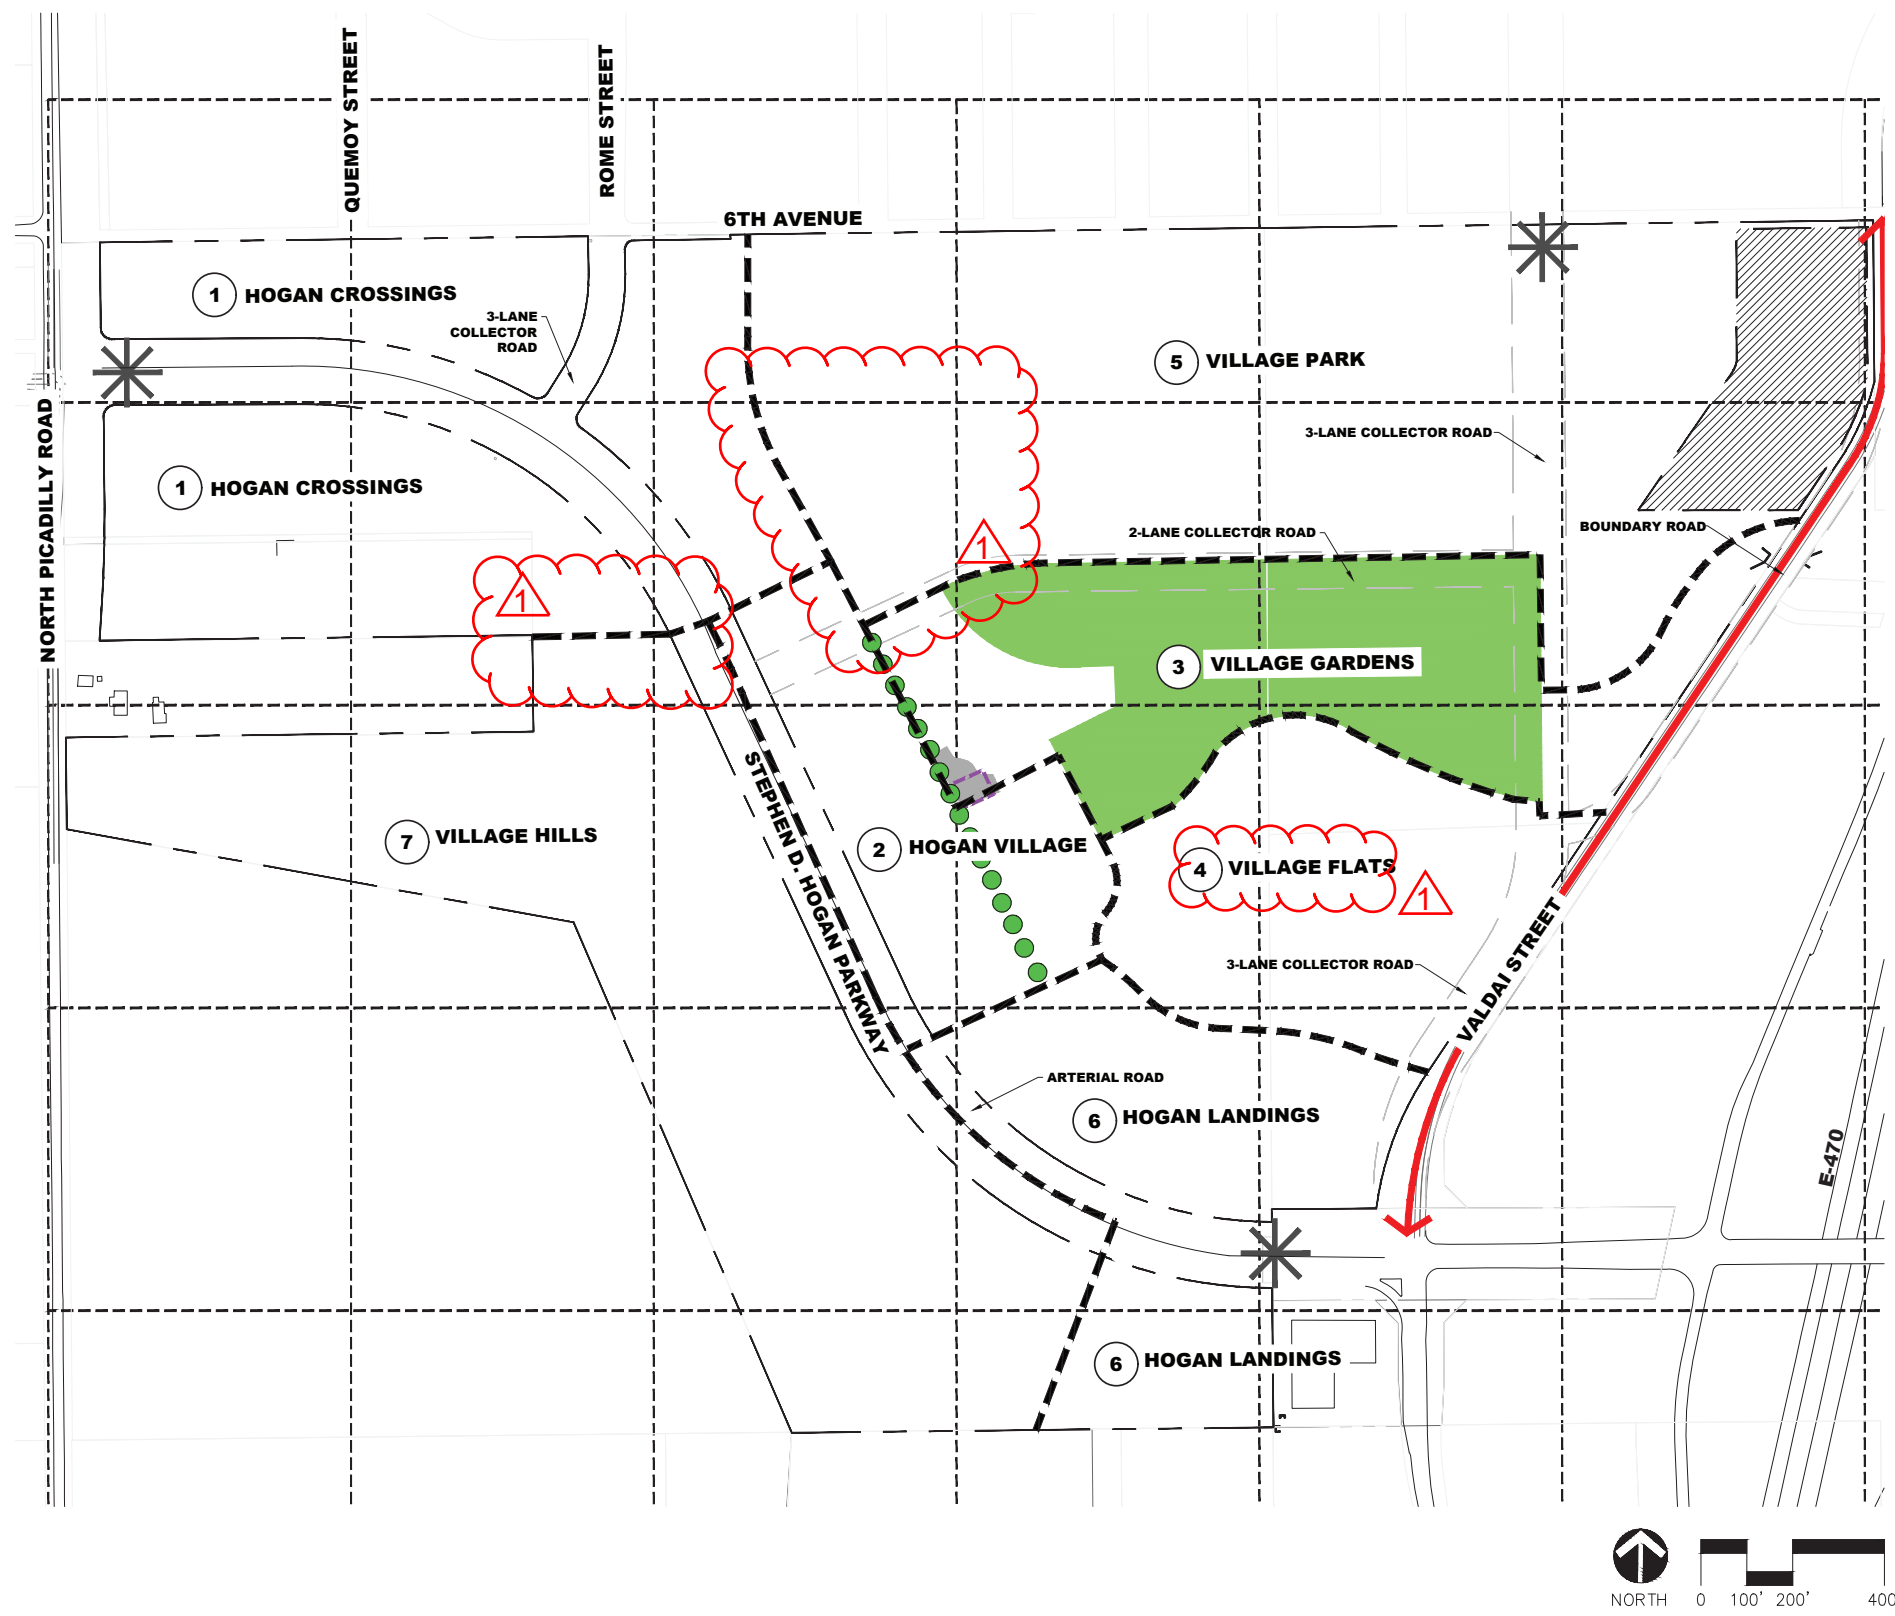 QUEMOY STREET
ROME STREET
6TH AVENUE
1 HOGAN CROSSINGS
3-LANE
COLLECTOR
ROAD
5 VILLAGE PARK
NORTH PICADILLY ROAD
3-LANE COLLECTOR ROAD
1 HOGAN CROSSINGS
2-LANE COLLECTOR ROAD
BOUNDARY ROAD
1
1
3 VILLAGE GARDENS
STEPHEN D. HOGAN PARKWAY
7 VILLAGE HILLS
2 HOGAN VILLAGE
4 VILLAGE FLATS
1
3-LANE COLLECTOR ROAD
VALDAI STREET
ARTERIAL ROAD
6 HOGAN LANDINGS
E-470
6 HOGAN LANDINGS
NORTH
0 100' 200' 400